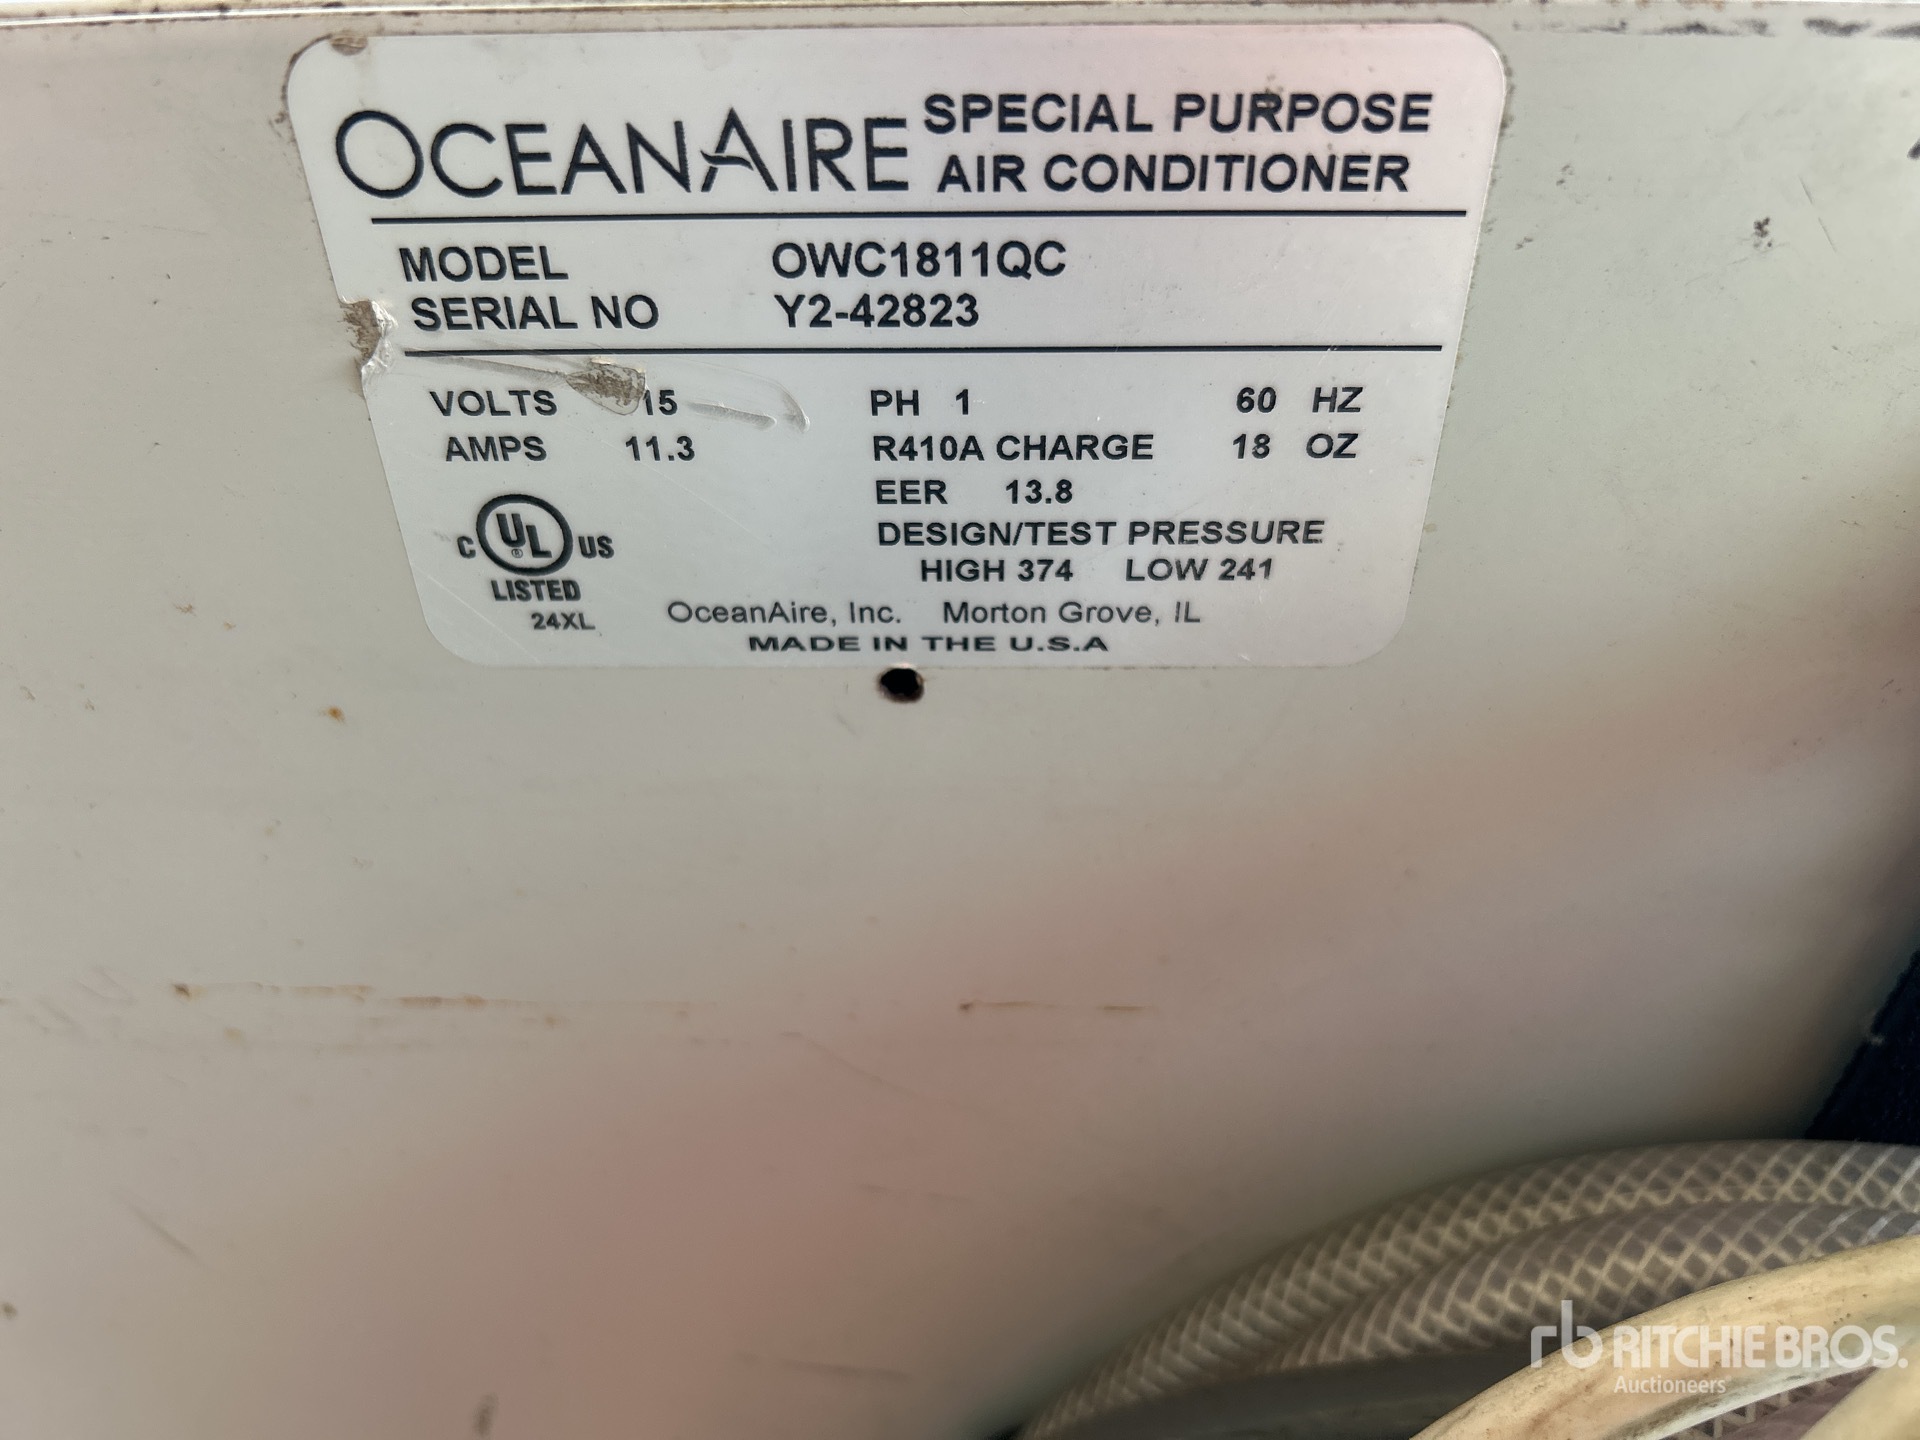 OCEANAIRE SPECIAL PURPOSE
AIR CONDITIONER
MODEL OWC1811QC
SERIAL NO Y2-42823
VOLTS 15 PH 1 60 HZ
AMPS 11.3 R410A CHARGE 18 OZ
EER 13.8
DESIGN/TEST PRESSURE
HIGH 374 LOW 241
C UL ® US
LISTED
24XL
OceanAire, Inc. Morton Grove, IL
MADE IN THE U.S.A
rb RITCHIE BROS.
Auctioneers